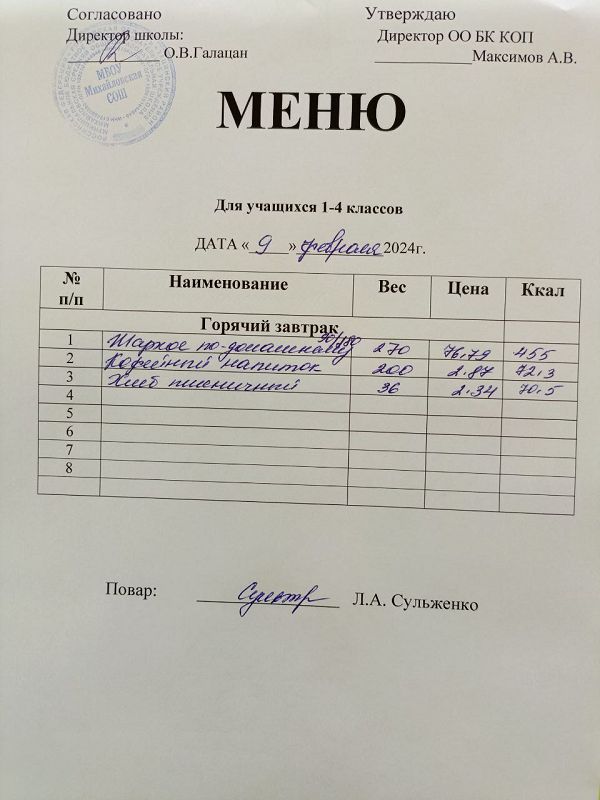 Согласовано Утверждаю
Директор школы: Директор ОО БК КОП
О.В.Галацан Максимов А.В.
МБОУ
Михайловская
СОШ
МЕНЮ
Для учащихся 1-4 классов
ДАТА « 9 » февраля 2024г.
№ п/п Наименование Вес Цена Ккал
Горячий завтрак
1 Жаркое по-домашнему 90/180 270 76,79 455
2 Кофейный напиток 200 2.87 72,3
3 Хлеб пшеничный 36 2.34 70,5
4
5
6
7
8
Повар: Л.А. Сульженко